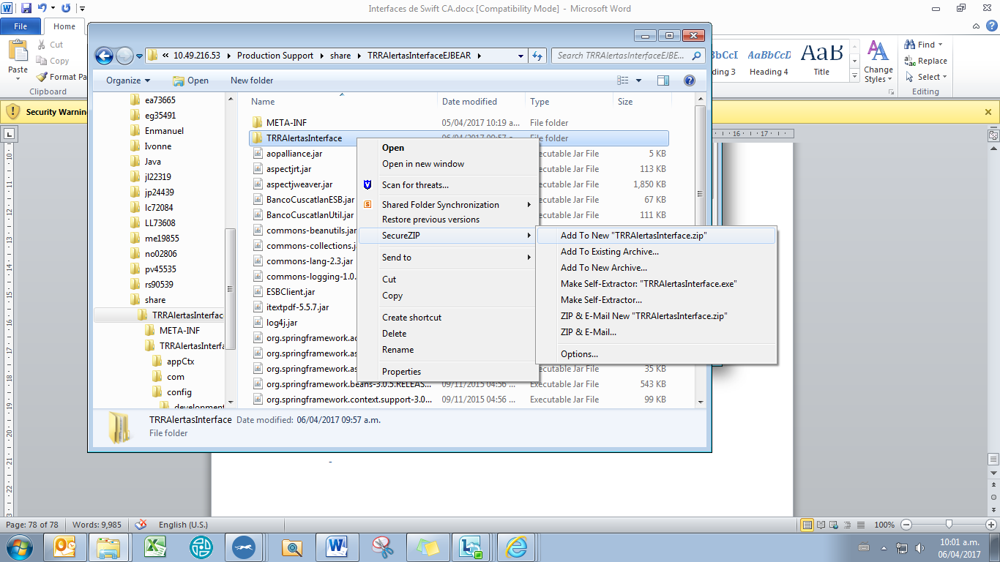 Interfaces de Swift CA.docx [Compatibility Mode] - Microsoft Word
File
Home
Paste
Cut
Copy
Format Pa
Clipboard
10.49.216.53 Production Support share TRRAlertasInterfaceEJBEAR
Search TRRAlertasInterfaceEJBE...
Organize Open New folder
ding 3
AaBbCcD Heading 4
AaB Title
Change Styles
Find
Replace
Select
Editing
Security Warnin
ea73665
eg35491
Enmanuel
Ivonne
Java
jl22319
jp24439
lc72084
LL73608
me19855
no02806
pv45535
rs90539
share
TRRAlertasInterfac
META-INF
TRRAlertasInterfa
appCtx
com
config
development
Name Date modified Type Size
META-INF 05/04/2017 10:19 a... File folder
TRRAlertasInterface 06/04/2017 09:57 a... File folder
aopalliance.jar Executable Jar File 5 KB
aspectjrt.jar ecutable Jar File 113 KB
aspectjweaver.jar ecutable Jar File 1,850 KB
BancoCuscatlanESB.jar ecutable Jar File 67 KB
BancoCuscatlanUtil.jar ecutable Jar File 111 KB
commons-beanutils.jar
commons-collections.j
commons-lang-2.3.jar
commons-logging-1.0.
ESBClient.jar
itextpdf-5.5.7.jar
log4j.jar
org.springframework.ao
org.springframework.as
org.springframework.as Executable Jar File 35 KB
org.springframework.beans-3.0.5.RELEAS... 09/11/2015 04:56 ... Executable Jar File 543 KB
org.springframework.context.support-3.0... 09/11/2015 04:56 ... Executable Jar File 99 KB
Open
Open in new window
Scan for threats...
Shared Folder Synchronization
Restore previous versions
SecureZIP
Send to
Cut
Copy
Create shortcut
Delete
Rename
Properties
Add To New "TRRAlertasInterface.zip"
Add To Existing Archive...
Add To New Archive...
Make Self-Extractor: "TRRAlertasInterface.exe"
Make Self-Extractor...
ZIP & E-Mail New "TRRAlertasInterface.zip"
ZIP & E-Mail...
Options...
TRRAlertasInterface Date modified: 06/04/2017 09:57 a.m.
File folder
Page: 78 of 78 Words: 9,985 English (U.S.) 100%
10:01 a.m.
06/04/2017